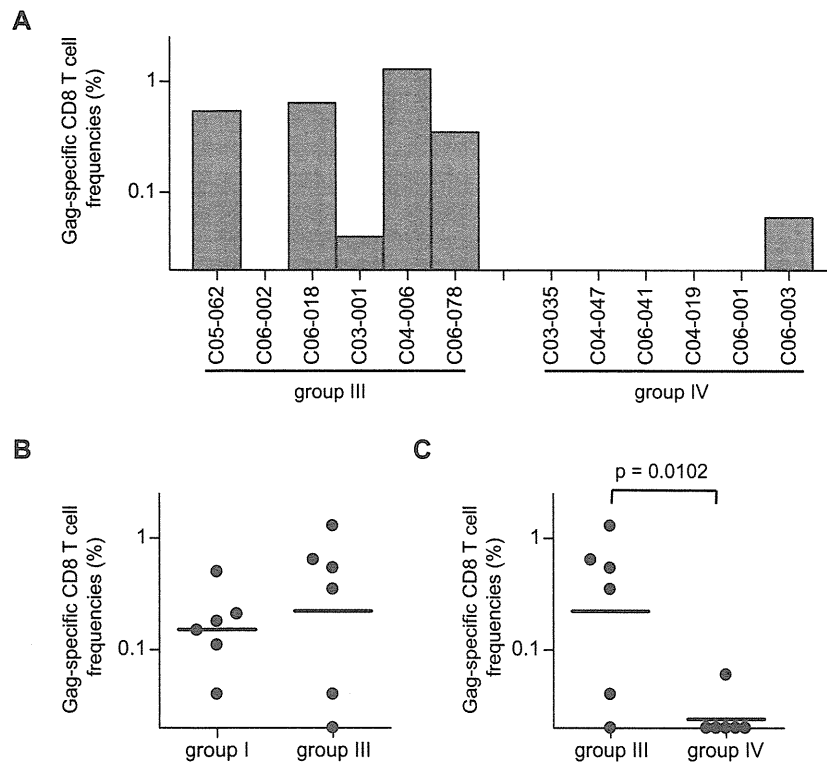 A
Gag-specific CD8 T cell
frequencies (%)
1
0.1
C05-062
C06-002
C06-018
C03-001
C04-006
C06-078
C03-035
C04-047
C06-041
C04-019
C06-001
C06-003
group III
group IV
B
Gag-specific CD8 T cell
frequencies (%)
1
0.1
group I
group III
C
p = 0.0102
Gag-specific CD8 T cell
frequencies (%)
1
0.1
group III
group IV